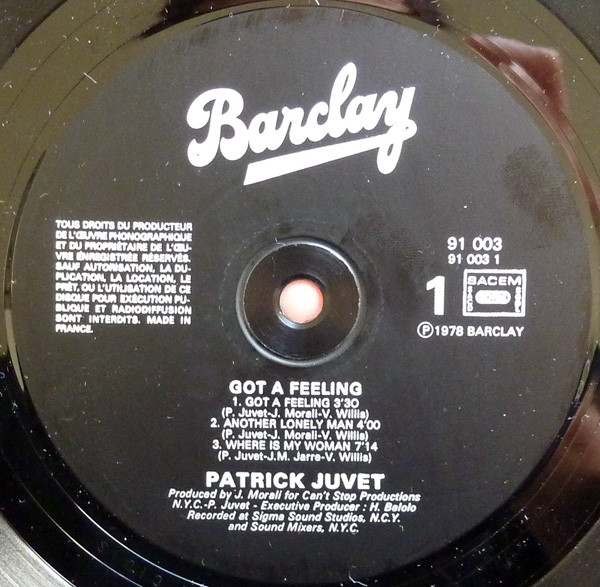 Barclay
TOUS DROITS DU PRODUCTEUR
DE L'ŒUVRE PHONOGRAPHIQUE
ET DU PROPRIÉTAIRE DE L'ŒU-
VRE ENREGISTRÉE RÉSERVÉS.
SAUF AUTORISATION, LA DU-
PLICATION, LA LOCATION, LE
PRÊT, OU L'UTILISATION DE CE
DISQUE POUR EXÉCUTION PU-
BLIQUE ET RADIODIFFUSION
SONT INTERDITS. MADE IN
FRANCE.
91 003
91 003 1
1
SACEM
Ⓟ1978 BARCLAY
GOT A FEELING
1. GOT A FEELING 3'30
(P. Juvet-J. Morali-V. Willis)
2. ANOTHER LONELY MAN 4'00
(P. Juvet-J. Morali-V. Willis)
3. WHERE IS MY WOMAN 7'14
(P. Juvet-J.M. Jarre-V. Willis)
PATRICK JUVET
Produced by J. Morali for Can't Stop Productions
N.Y.C.-P. Juvet - Executive Producer : H. Belolo
Recorded at Sigma Sound Studios, N.C.Y.
and Sound Mixers, N.Y.C.